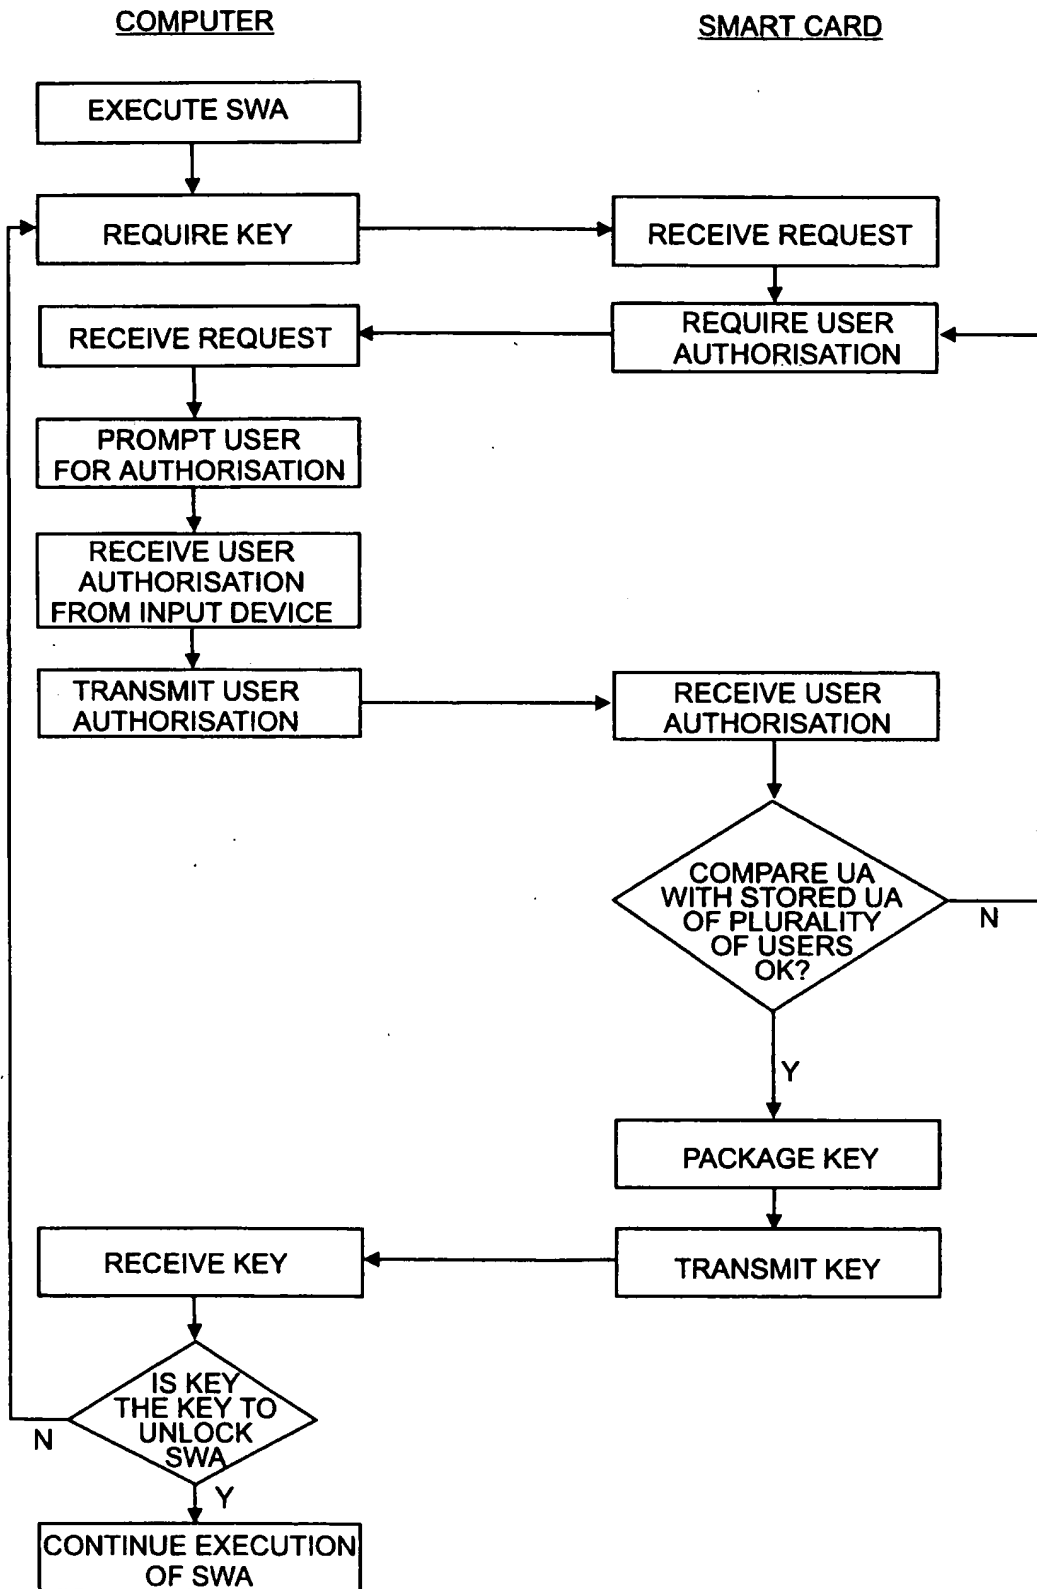 COMPUTER
SMART CARD
EXECUTE SWA
REQUIRE KEY
RECEIVE REQUEST
RECEIVE REQUEST
REQUIRE USER
AUTHORISATION
PROMPT USER
FOR AUTHORISATION
RECEIVE USER
AUTHORISATION
FROM INPUT DEVICE
TRANSMIT USER
AUTHORISATION
RECEIVE USER
AUTHORISATION
COMPARE UA
WITH STORED UA
OF PLURALITY
OF USERS
OK?
N
Y
PACKAGE KEY
RECEIVE KEY
TRANSMIT KEY
IS KEY
THE KEY TO
UNLOCK
SWA
N
Y
CONTINUE EXECUTION
OF SWA